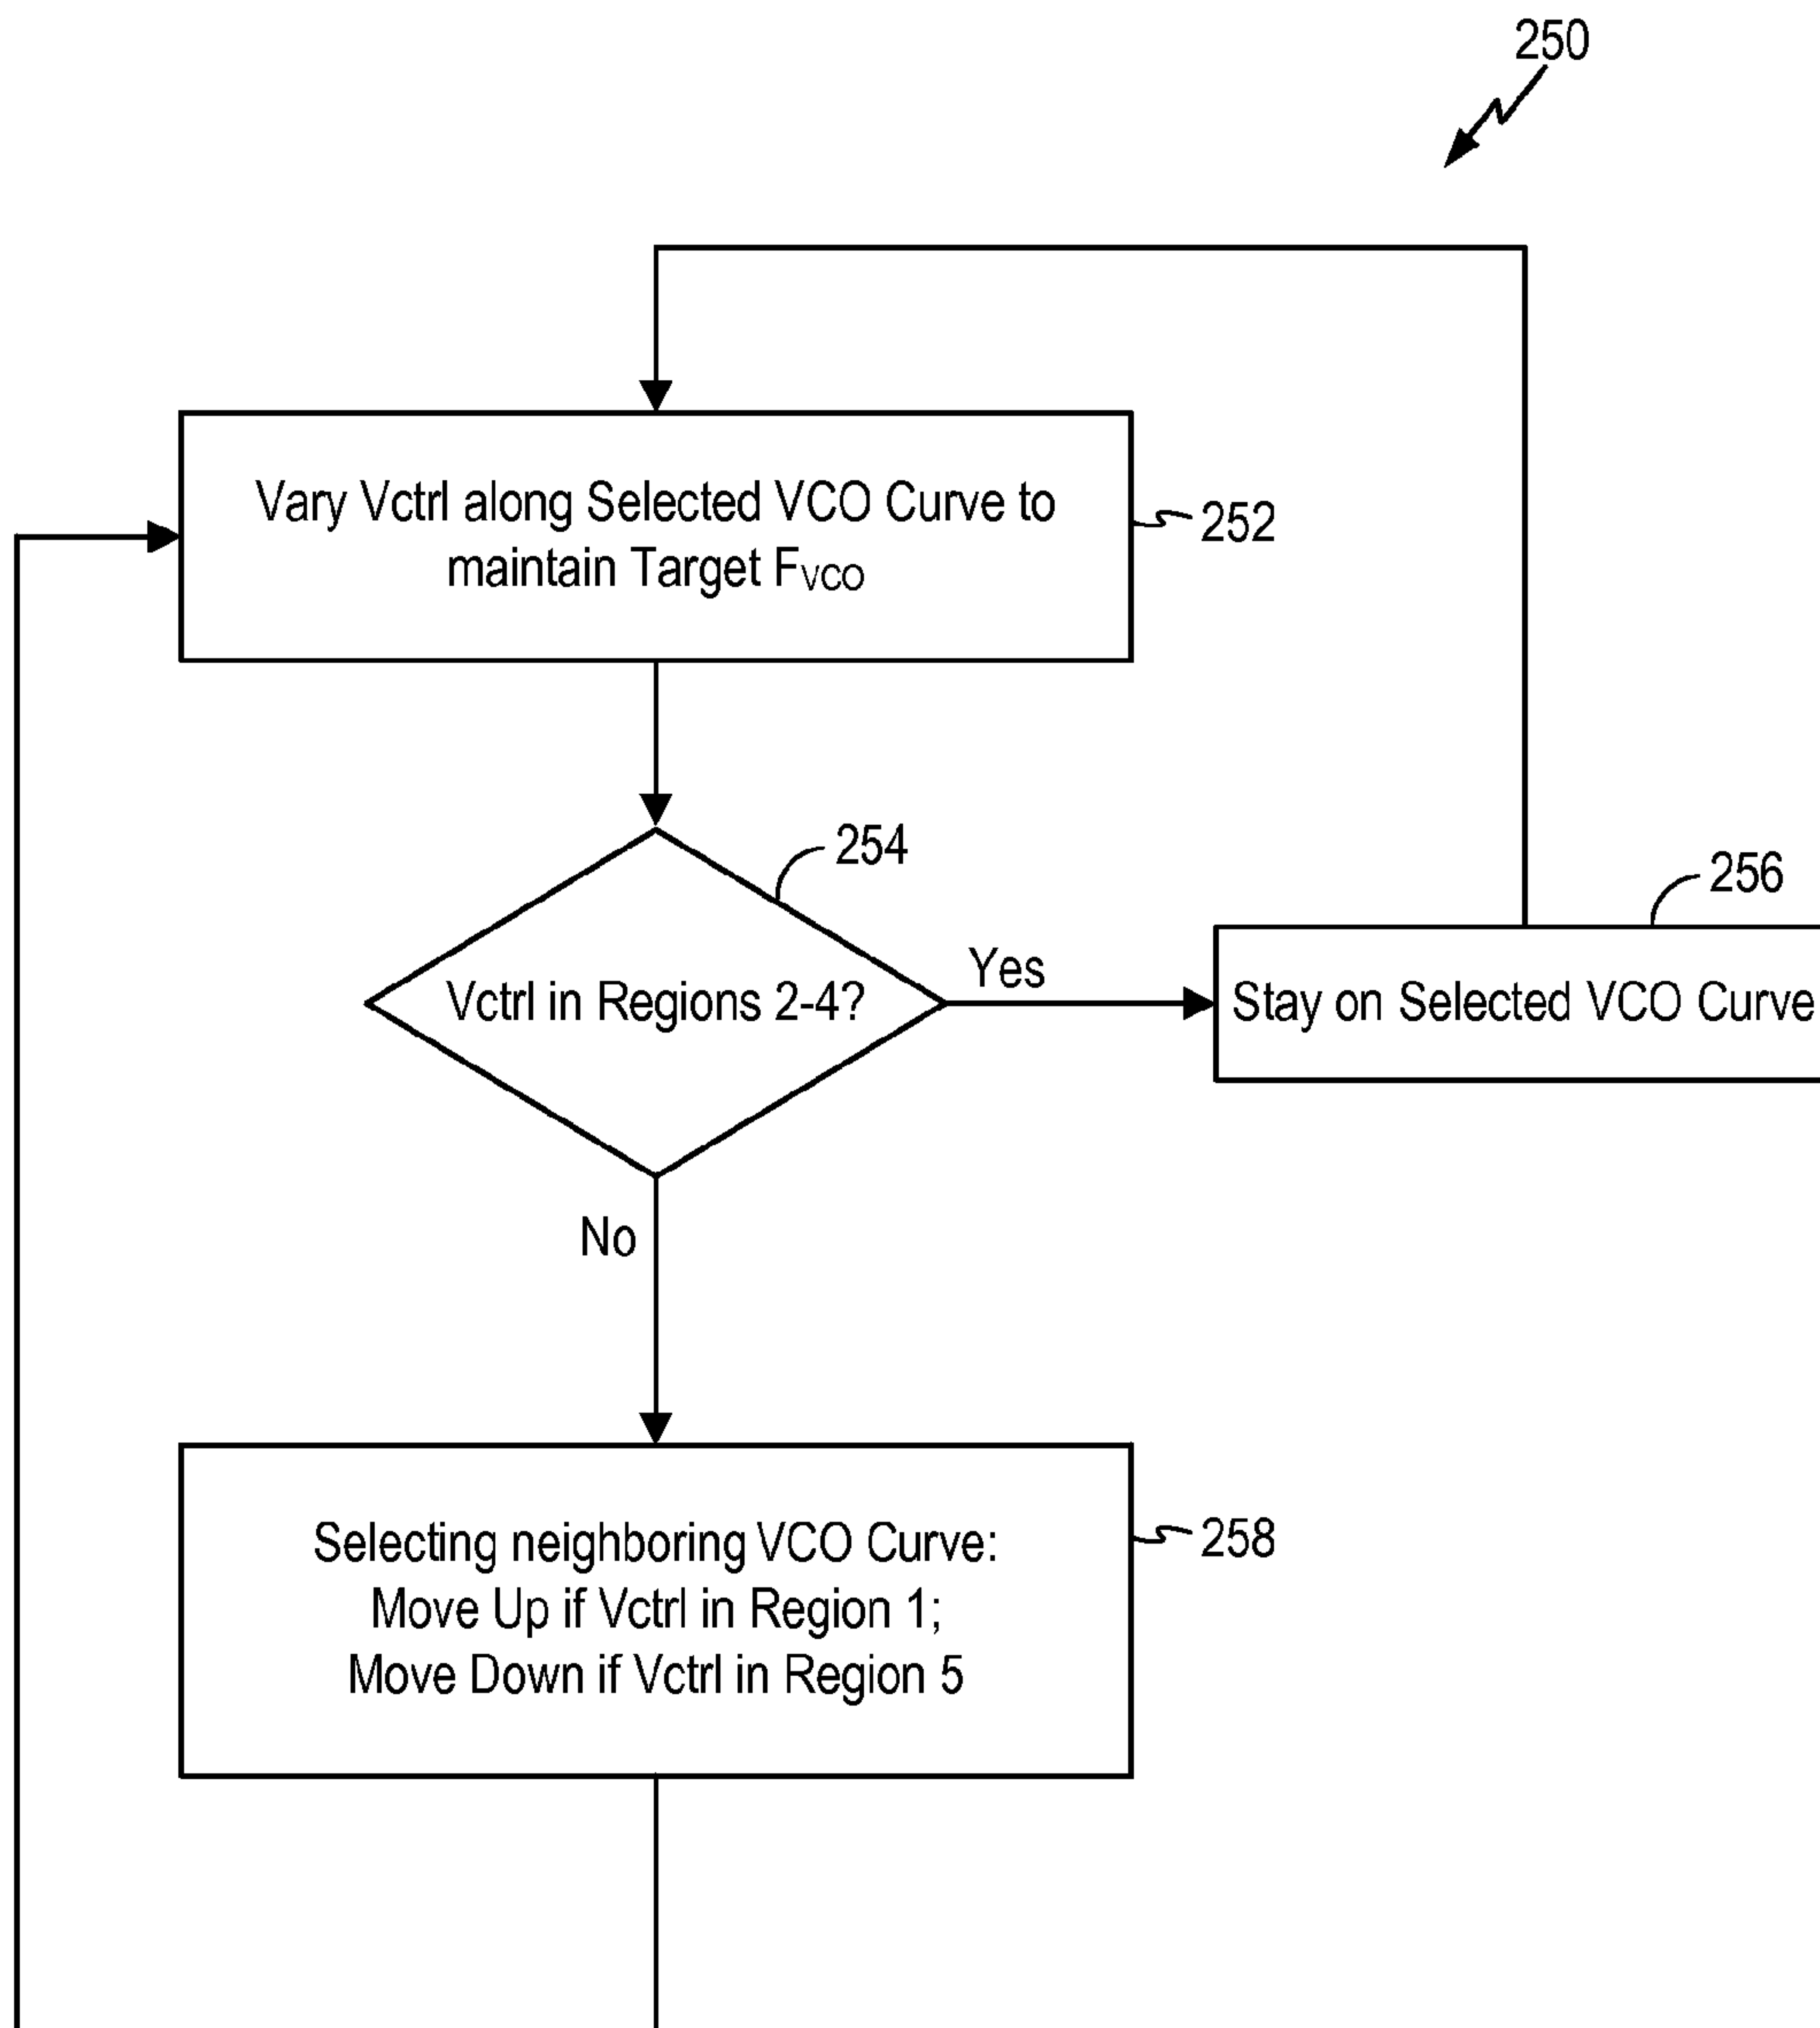 250
Vary Vctrl along Selected VCO Curve to
maintain Target FVCO
252
254
Vctrl in Regions 2-4?
Yes
256
Stay on Selected VCO Curve
No
Selecting neighboring VCO Curve:
Move Up if Vctrl in Region 1;
Move Down if Vctrl in Region 5
258